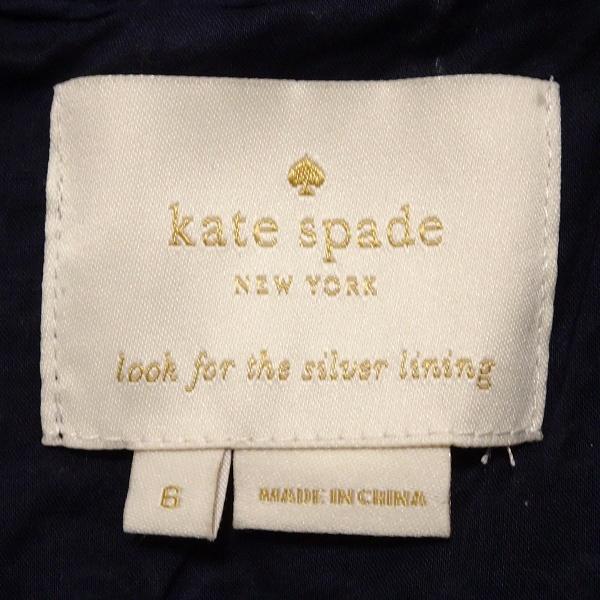 kate spade
NEW YORK
look for the silver lining
6
MADE IN CHINA